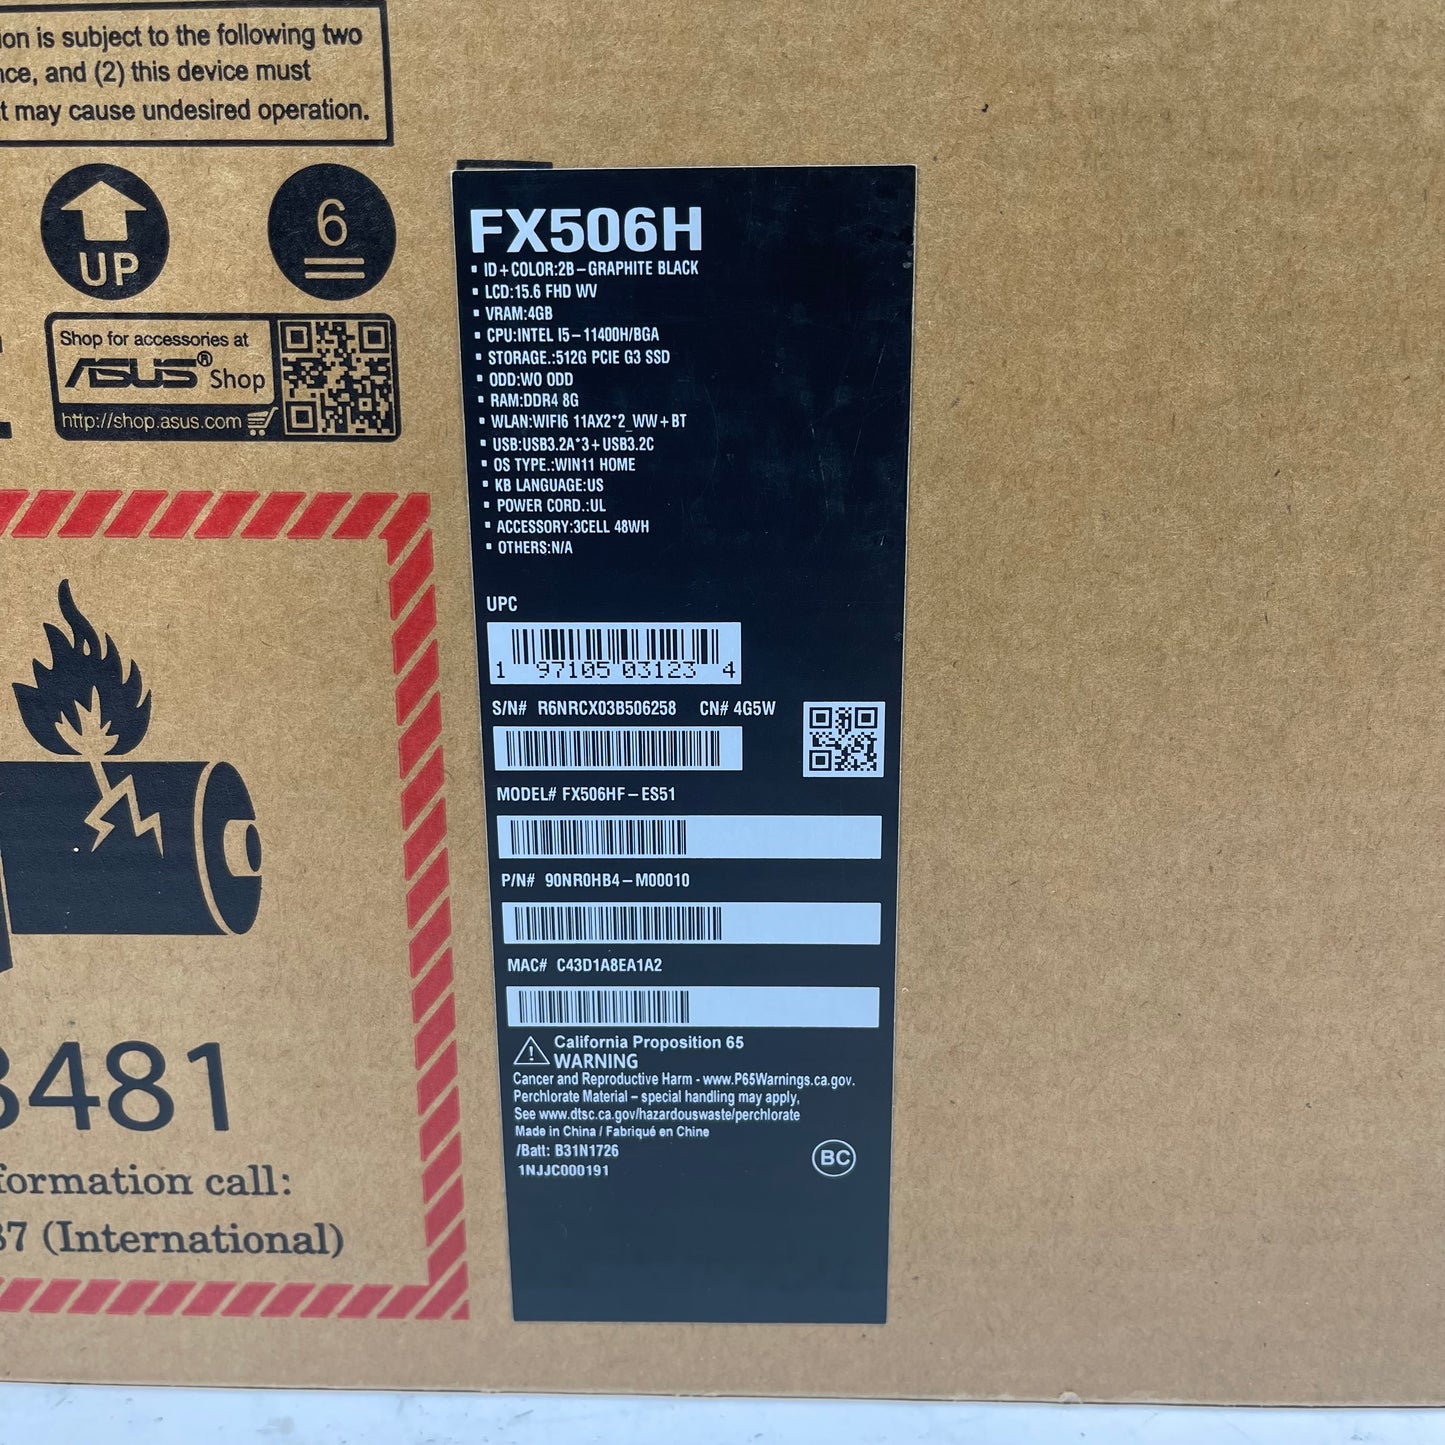 ion is subject to the following two
nce, and (2) this device must
t may cause undesired operation.
UP
6
Shop for accessories at
ASUS® Shop
http://shop.asus.com
3481
formation call:
37 (International)
FX506H
▪ ID+COLOR:2B-GRAPHITE BLACK
▪ LCD:15.6 FHD WV
▪ VRAM:4GB
▪ CPU:INTEL I5-11400H/BGA
▪ STORAGE.:512G PCIE G3 SSD
▪ ODD:WO ODD
▪ RAM:DDR4 8G
▪ WLAN:WIFI6 11AX2*2_WW+BT
▪ USB:USB3.2A*3+USB3.2C
▪ OS TYPE.:WIN11 HOME
▪ KB LANGUAGE:US
▪ POWER CORD.:UL
▪ ACCESSORY:3CELL 48WH
▪ OTHERS:N/A
UPC
1 97105 03123 4
S/N# R6NRCX03B506258 CN# 4G5W
MODEL# FX506HF-ES51
P/N# 90NR0HB4-M00010
MAC# C43D1A8EA1A2
California Proposition 65
WARNING
Cancer and Reproductive Harm - www.P65Warnings.ca.gov.
Perchlorate Material – special handling may apply,
See www.dtsc.ca.gov/hazardouswaste/perchlorate
Made in China / Fabriqué en Chine
/Batt: B31N1726
1NJJC000191
BC